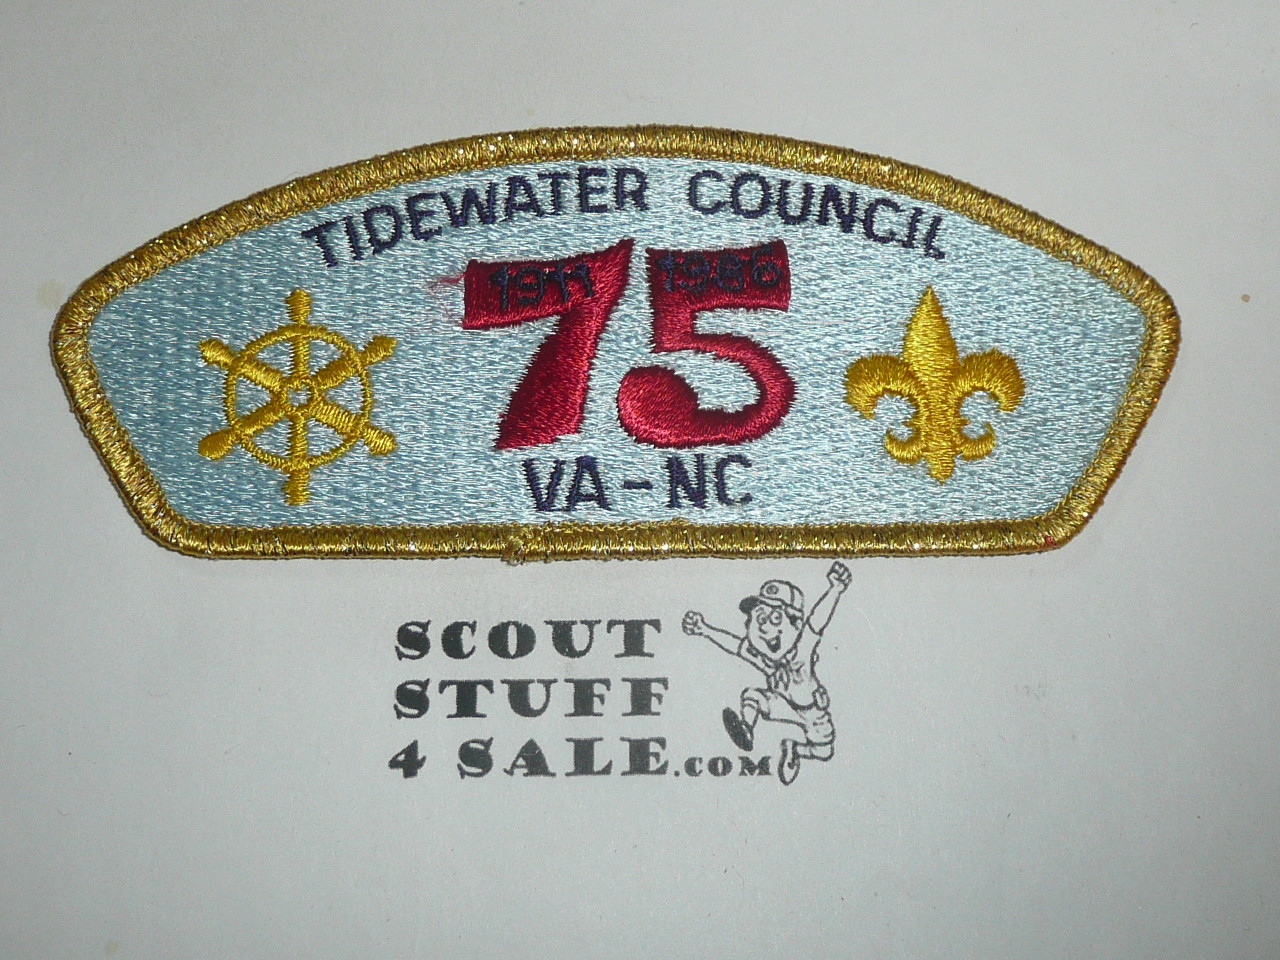 TIDEWATER COUNCIL
1911 1986
75
VA-NC
SCOUT
STUFF
4 SALE.COM